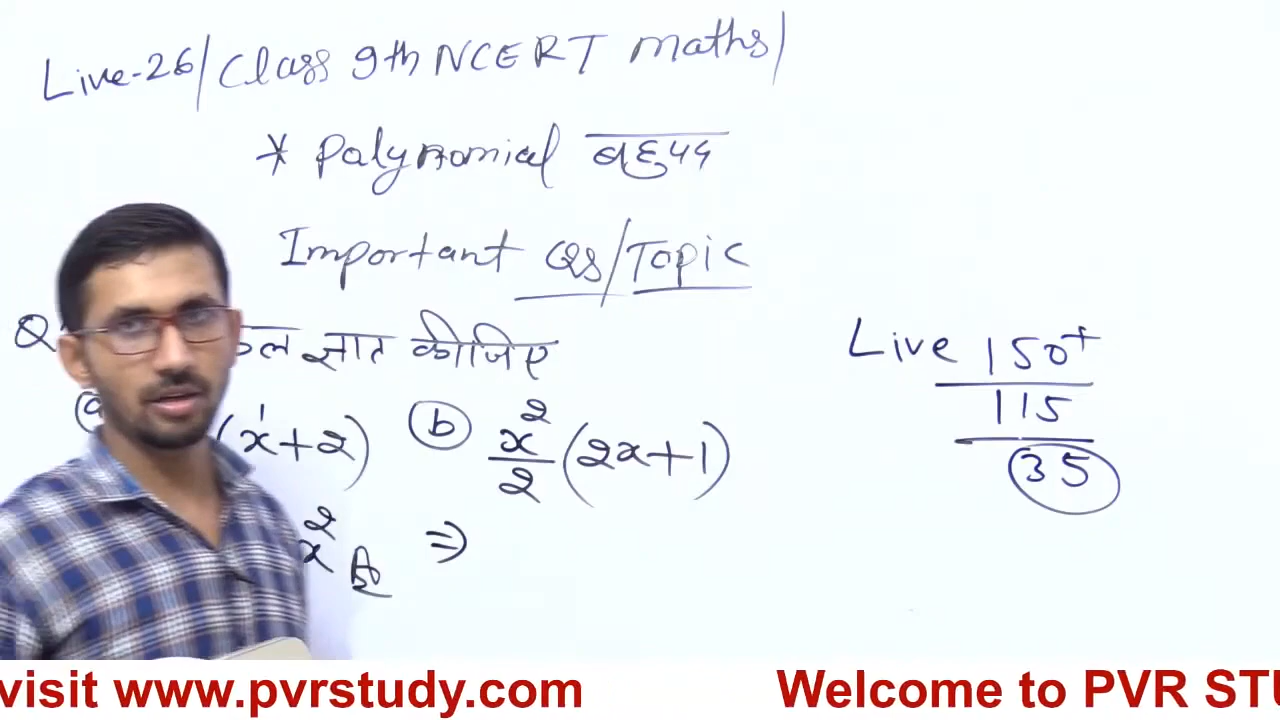 Live-26/Class 9th NCERT maths/
* Polynomial बहुपद
Important Qs/Topic
Q ज्ञात कीजिए
(a) (x¹+2) (b) x²/2 (2x+1)
x² ⇒
Live 150+
115
35
visit www.pvrstudy.com Welcome to PVR STU